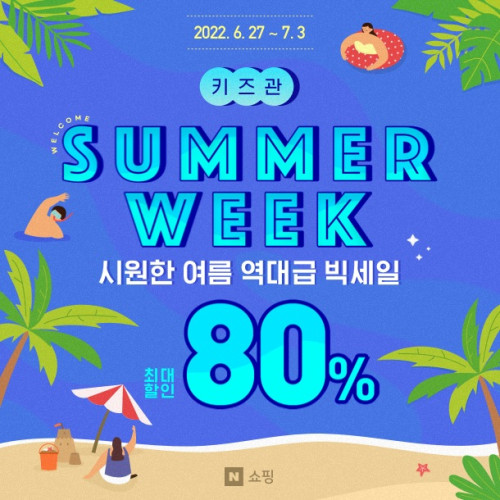 2022. 6. 27 ~ 7. 3
키즈관
WELCOME
SUMMER
WEEK
시원한 여름 역대급 빅세일
최대
할인
80%
N 쇼핑